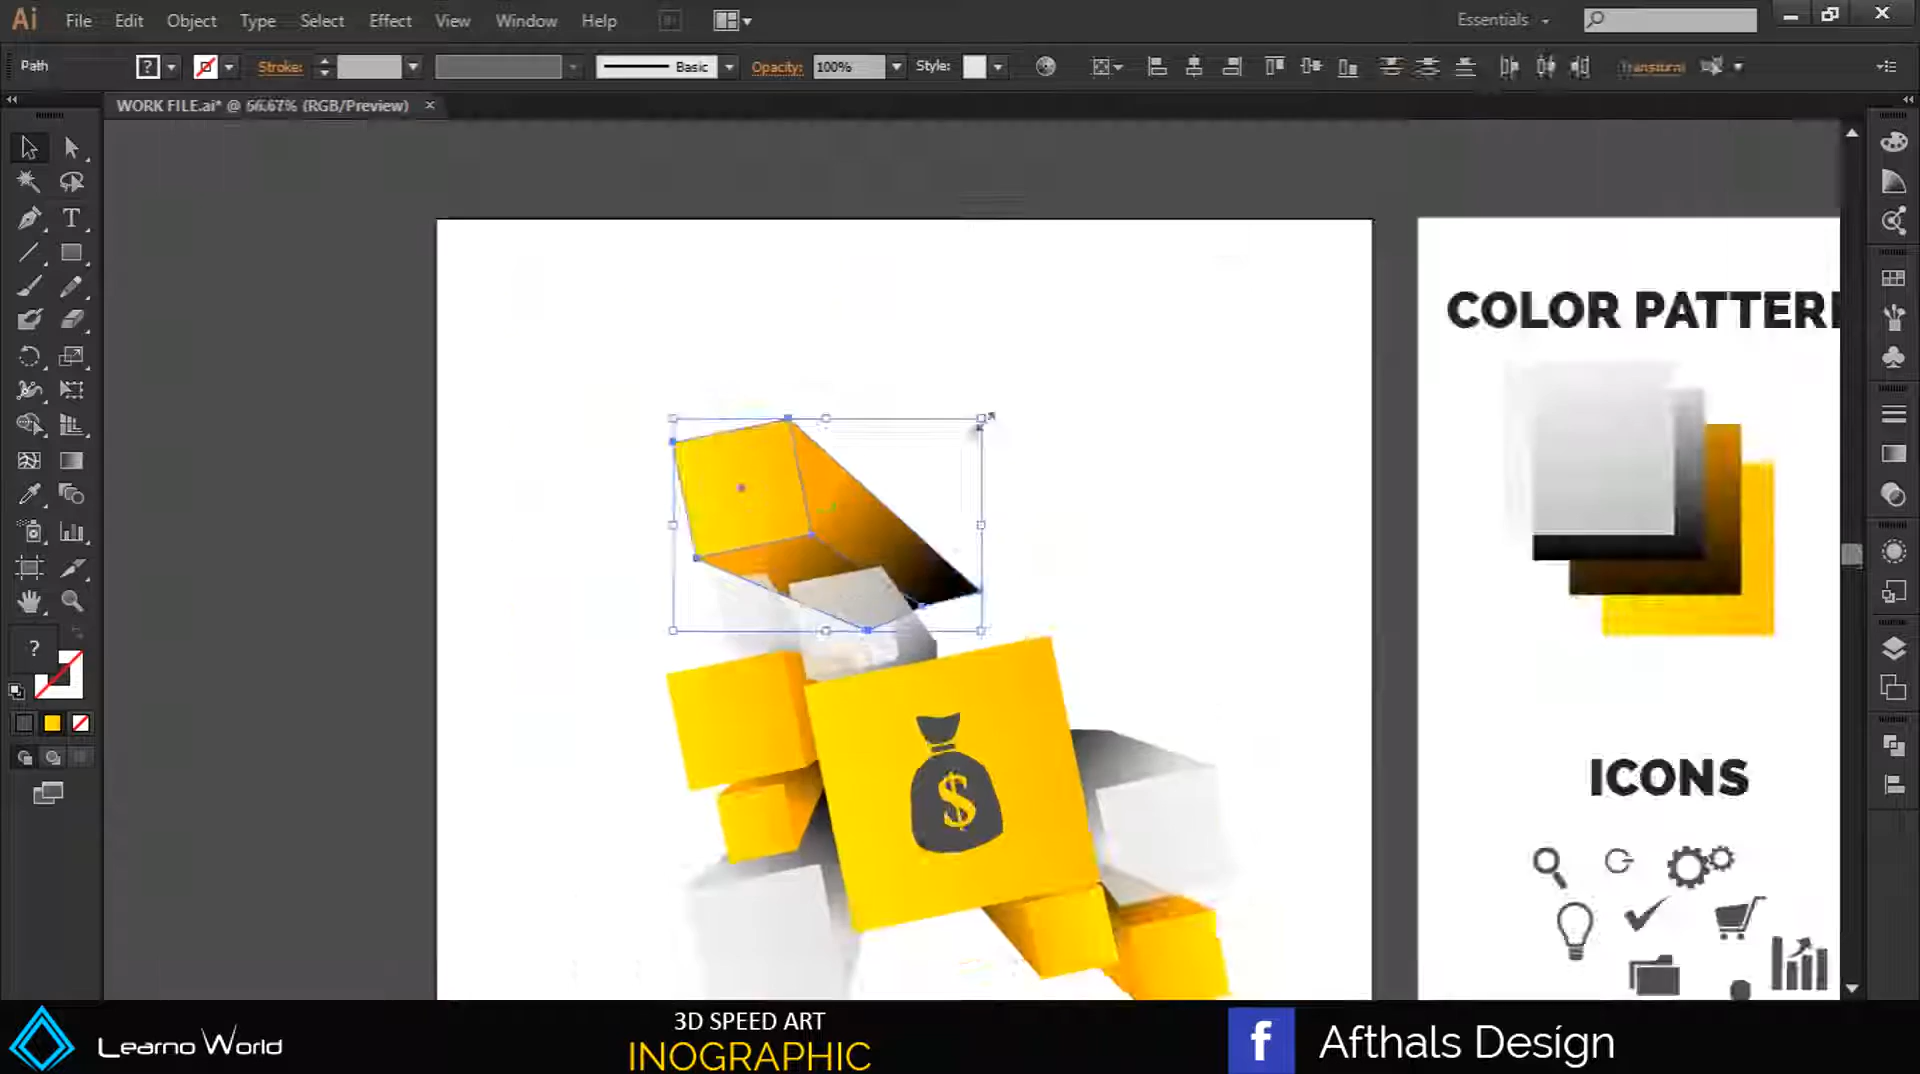 Ai File Edit Object Type Select Effect View Window Help Essentials
Path Stroke: Basic Opacity: 100% Style: Transform
WORK FILE.ai* @ 66.67% (RGB/Preview)
COLOR PATTER
$
ICONS
3D SPEED ART
INOGRAPHIC
Learno World
f Afthals Design